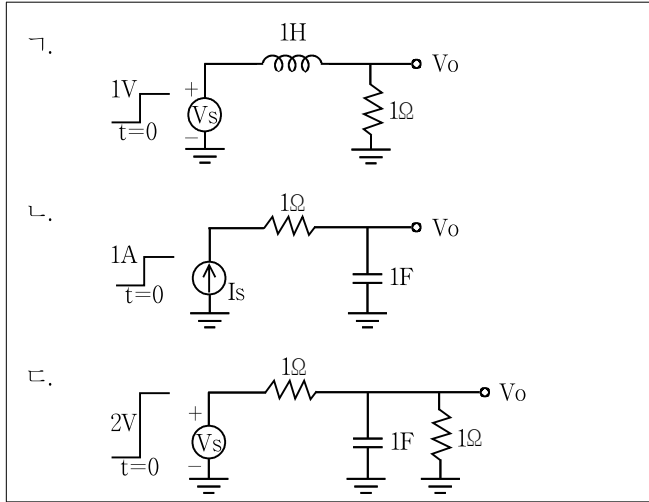 ㄱ.
1H
Vo
1V
t=0
+
Vs
−
1Ω
ㄴ.
1Ω
Vo
1A
t=0
Is
1F
ㄷ.
1Ω
Vo
2V
t=0
+
Vs
−
1F
1Ω